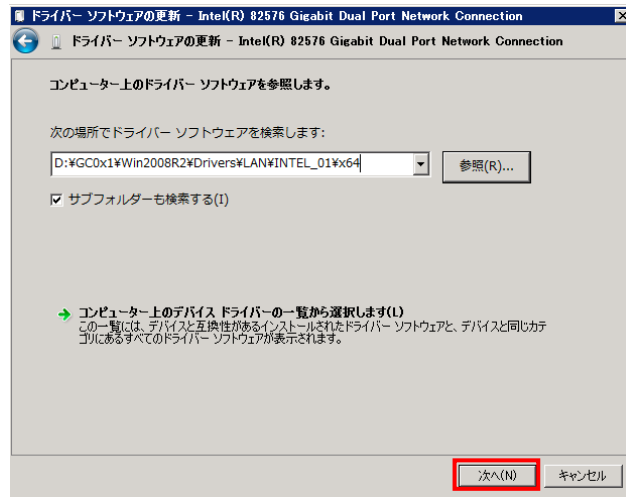 ドライバー ソフトウェアの更新 - Intel(R) 82576 Gigabit Dual Port Network Connection
ドライバー ソフトウェアの更新 - Intel(R) 82576 Gigabit Dual Port Network Connection
コンピューター上のドライバー ソフトウェアを参照します。
次の場所でドライバー ソフトウェアを検索します:
D:¥GC0x1¥Win2008R2¥Drivers¥LAN¥INTEL_01¥x64
参照(R)...
サブフォルダーも検索する(I)
コンピューター上のデバイス ドライバーの一覧から選択します(L)
この一覧には、デバイスと互換性があるインストールされたドライバー ソフトウェアと、デバイスと同じカテ
ゴリにあるすべてのドライバー ソフトウェアが表示されます。
次へ(N)
キャンセル